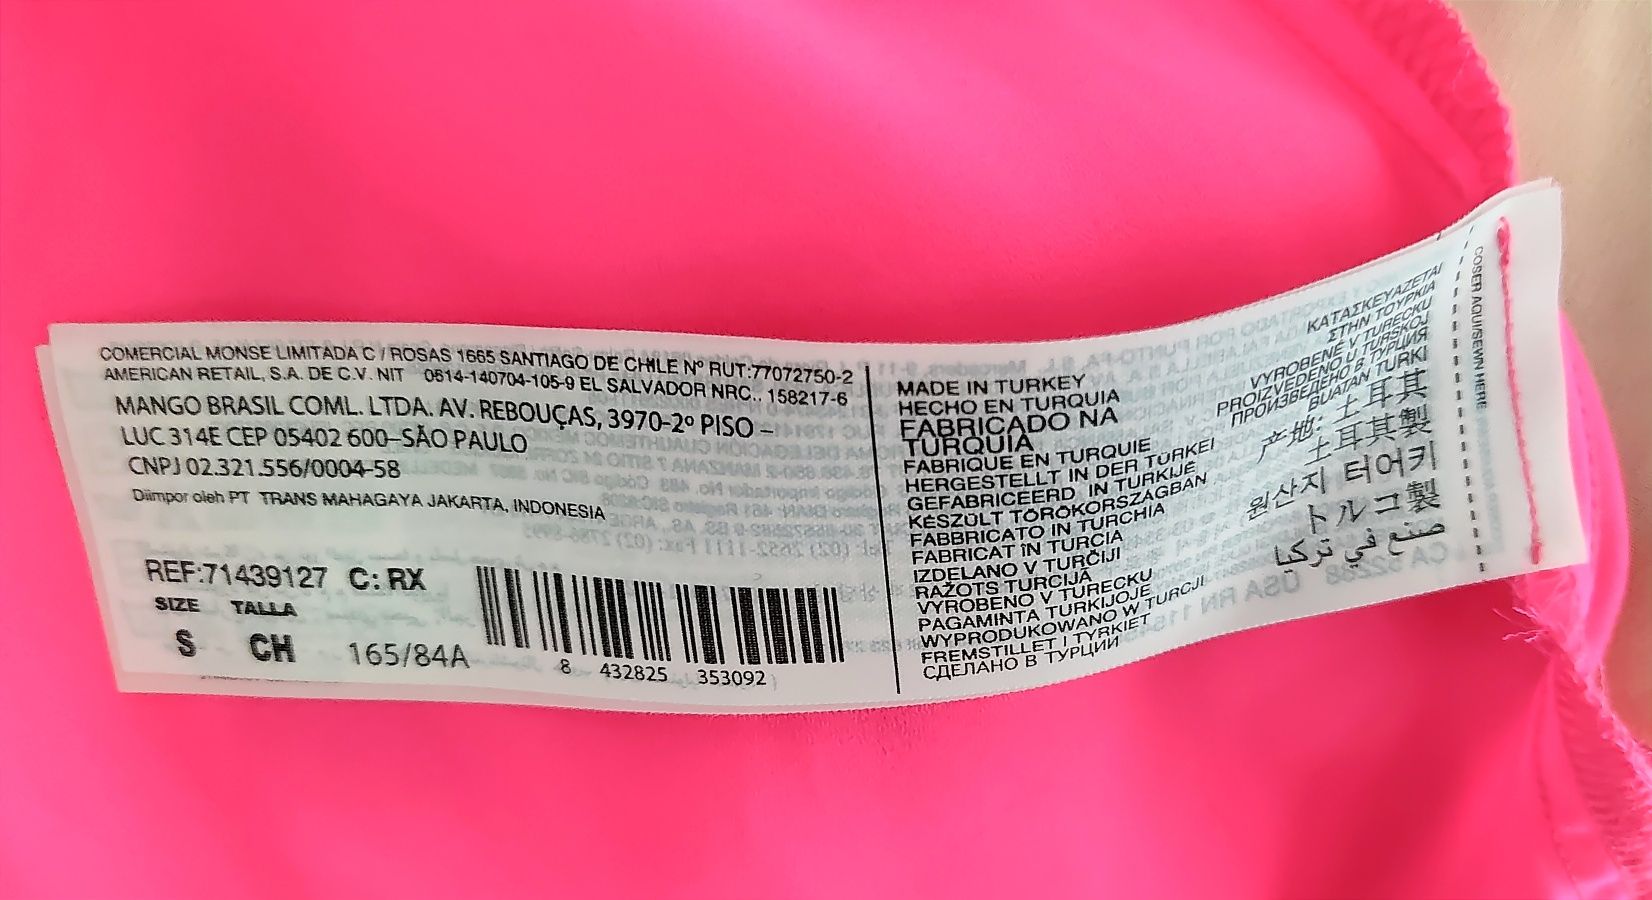 COMERCIAL MONSE LIMITADA C / ROSAS 1665 SANTIAGO DE CHILE Nº RUT:77072750-2
AMERICAN RETAIL, S.A. DE C.V. NIT 0614-140704-105-9 EL SALVADOR NRC.. 158217-6
MANGO BRASIL COML. LTDA. AV. REBOUÇAS, 3970-2º PISO –
LUC 314E CEP 05402 600–SÃO PAULO
CNPJ 02.321.556/0004-58
Diimpor oleh PT TRANS MAHAGAYA JAKARTA, INDONESIA
REF:71439127 C: RX
SIZE TALLA
S CH 165/84A
8 432825 353092
MADE IN TURKEY
HECHO EN TURQUIA
FABRICADO NA
TURQUIA
FABRIQUE EN TURQUIE
HERGESTELLT IN DER TÜRKEI
GEFABRICEERD IN TURKIJE
KÉSZÜLT TÖRÖKORSZÁGBAN
FABBRICATO IN TURCHIA
FABRICAT IN TURCIA
IZDELANO V TURČIJI
RAŽOTS TURCIJĀ
VYROBENO V TURECKU
PAGAMINTA TURKIJOJE
WYPRODUKOWANO W TURCJI
FREMSTILLET I TYRKIET
СДЕЛАНО В ТУРЦИИ
ΚΑΤΑΣΚΕΥΑΖΕΤΑΙ
ΣΤΗΝ ΤΟΥΡΚΙΑ
VYROBENÉ V TURECKU
PROIZVEDENO U TURSKOJ
ПРОИЗВЕДЕНО В ТУРЦИЯ
BUATAN TURKI
产地: 土耳其
土耳其製
원산지 터어키
トルコ製
صنع في تركيا
COSER AQUI/SEWN HERE